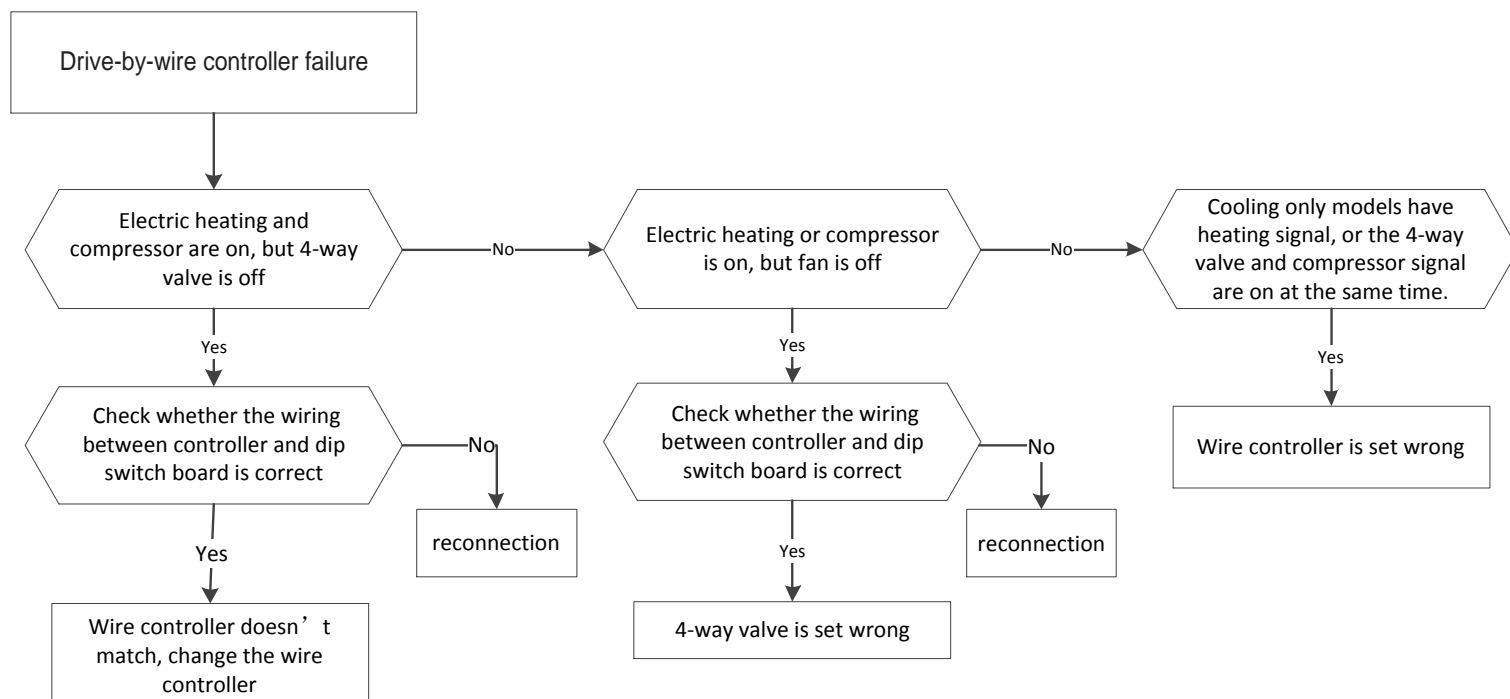 Drive-by-wire controller failure
Electric heating and
compressor are on, but 4-way
valve is off
No
Electric heating or compressor
is on, but fan is off
No
Cooling only models have
heating signal, or the 4-way
valve and compressor signal
are on at the same time.
Yes
Yes
Yes
Check whether the wiring
between controller and dip
switch board is correct
No
Check whether the wiring
between controller and dip
switch board is correct
No
Wire controller is set wrong
reconnection
reconnection
Yes
Yes
Wire controller doesn’t
match, change the wire
controller
4-way valve is set wrong